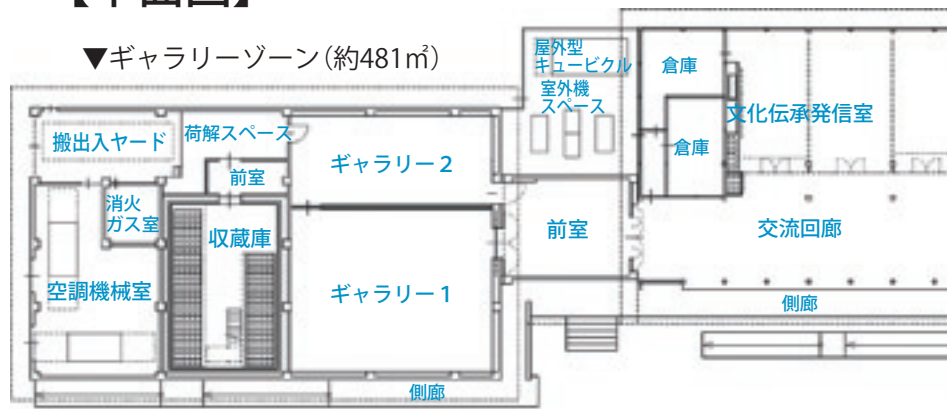 【平面図】
▼ギャラリーゾーン(約481㎡)
屋外型
キュービクル
室外機
スペース
倉庫
倉庫
文化伝承発信室
搬出入ヤード
荷解スペース
前室
ギャラリー2
消火
ガス室
収蔵庫
空調機械室
ギャラリー1
前室
交流回廊
側廊
側廊